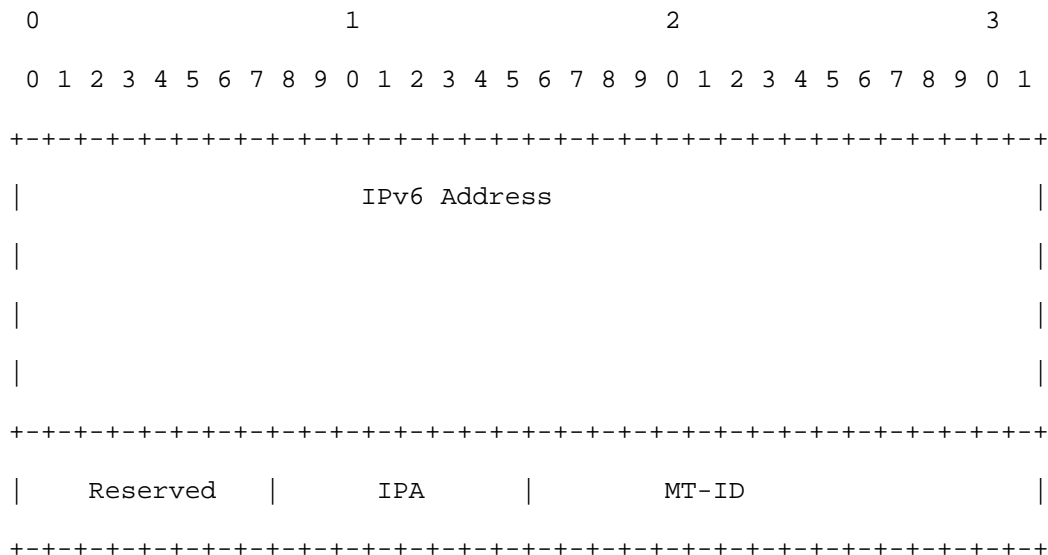 0                   1                   2                   3
0 1 2 3 4 5 6 7 8 9 0 1 2 3 4 5 6 7 8 9 0 1 2 3 4 5 6 7 8 9 0 1
+-+-+-+-+-+-+-+-+-+-+-+-+-+-+-+-+-+-+-+-+-+-+-+-+-+-+-+-+-+-+-+-+
|                     IPv6 Address                              |
|                                                               |
|                                                               |
|                                                               |
+-+-+-+-+-+-+-+-+-+-+-+-+-+-+-+-+-+-+-+-+-+-+-+-+-+-+-+-+-+-+-+-+
|    Reserved   |      IPA      |        MT-ID                  |
+-+-+-+-+-+-+-+-+-+-+-+-+-+-+-+-+-+-+-+-+-+-+-+-+-+-+-+-+-+-+-+-+